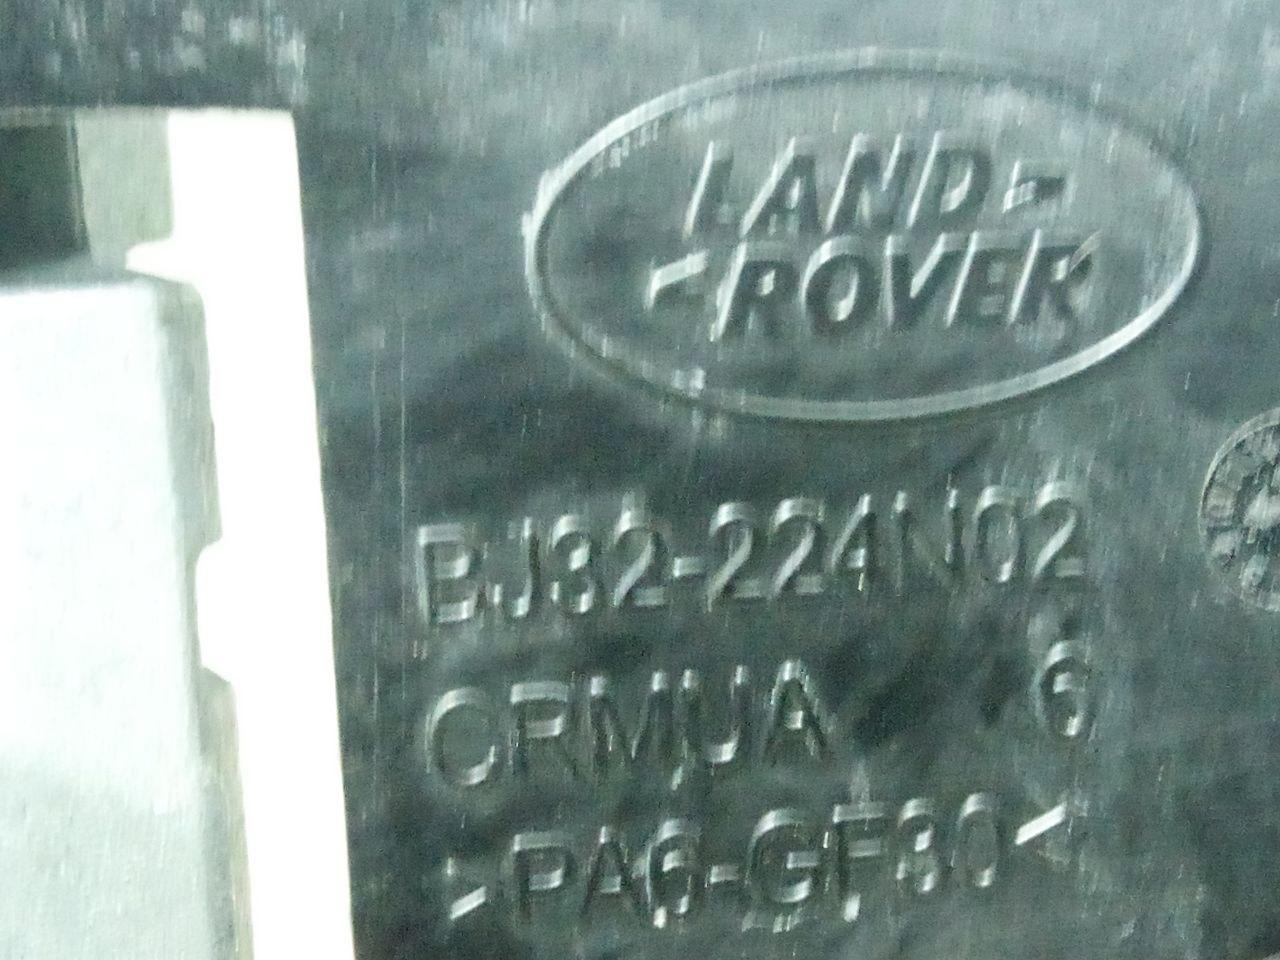 LAND-
-ROVER
BJ32-224N02
CRMUA 6
>PA6-GF30<